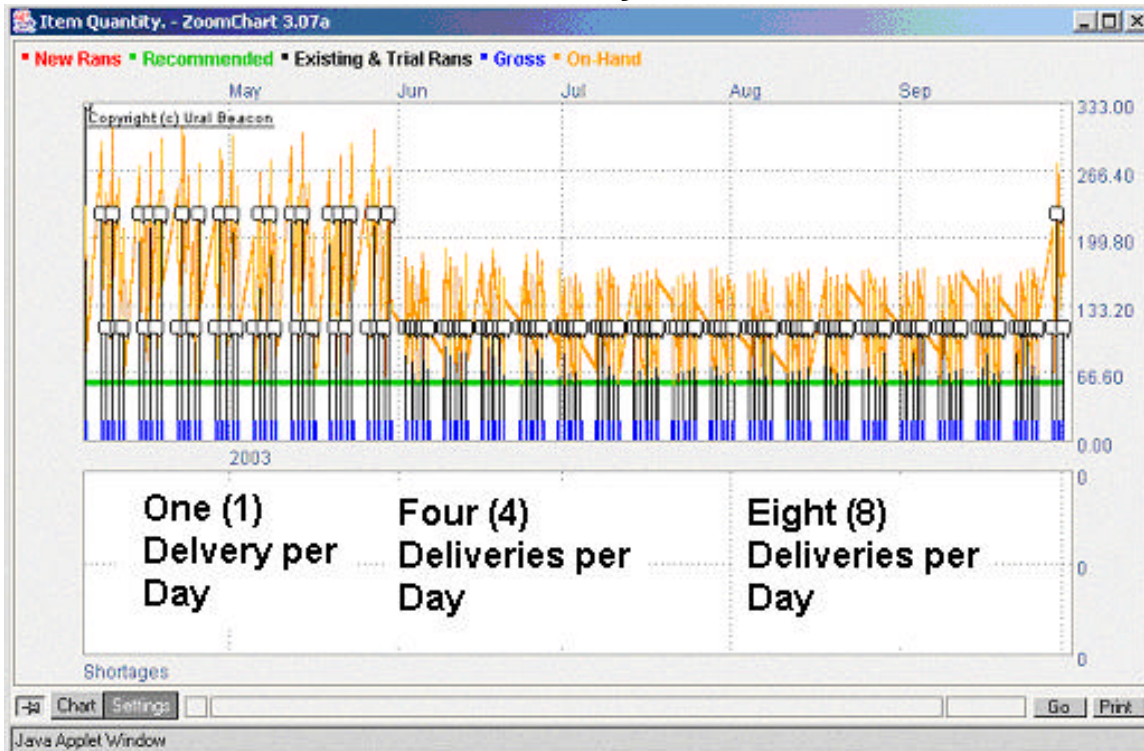 Item Quantity. - ZoomChart 3.07a
New Rans Recommended Existing & Trial Rans Gross On-Hand
May Jun Jul Aug Sep
Copyright (c) Ural Beacon
333.00
266.40
199.80
133.20
66.60
0.00
2003
0
One (1)
Delvery per
Day
Four (4)
Deliveries per
Day
Eight (8)
Deliveries per
Day
0
0
Shortages
Chart Settings Go Print
Java Applet Window